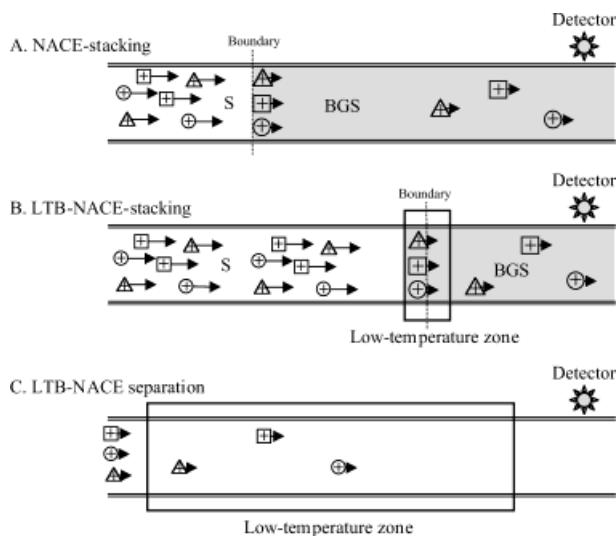 Detector
A. NACE-stacking
Boundary
S
BGS
Detector
B. LTB-NACE-stacking
Boundary
S
BGS
Low-temperature zone
Detector
C. LTB-NACE separation
Low-temperature zone